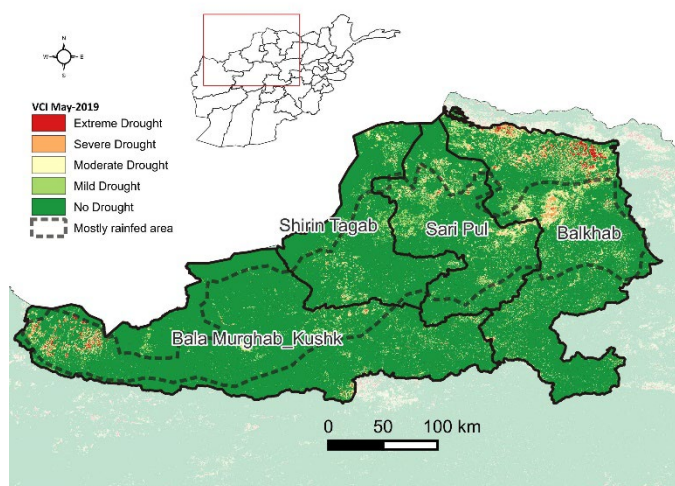 N
W E
S
VCI May-2019
Extreme Drought
Severe Drought
Moderate Drought
Mild Drought
No Drought
Mostly rainfed area
Shirin Tagab
Sari Pul
Balkhab
Bala Murghab_Kushk
0 50 100 km